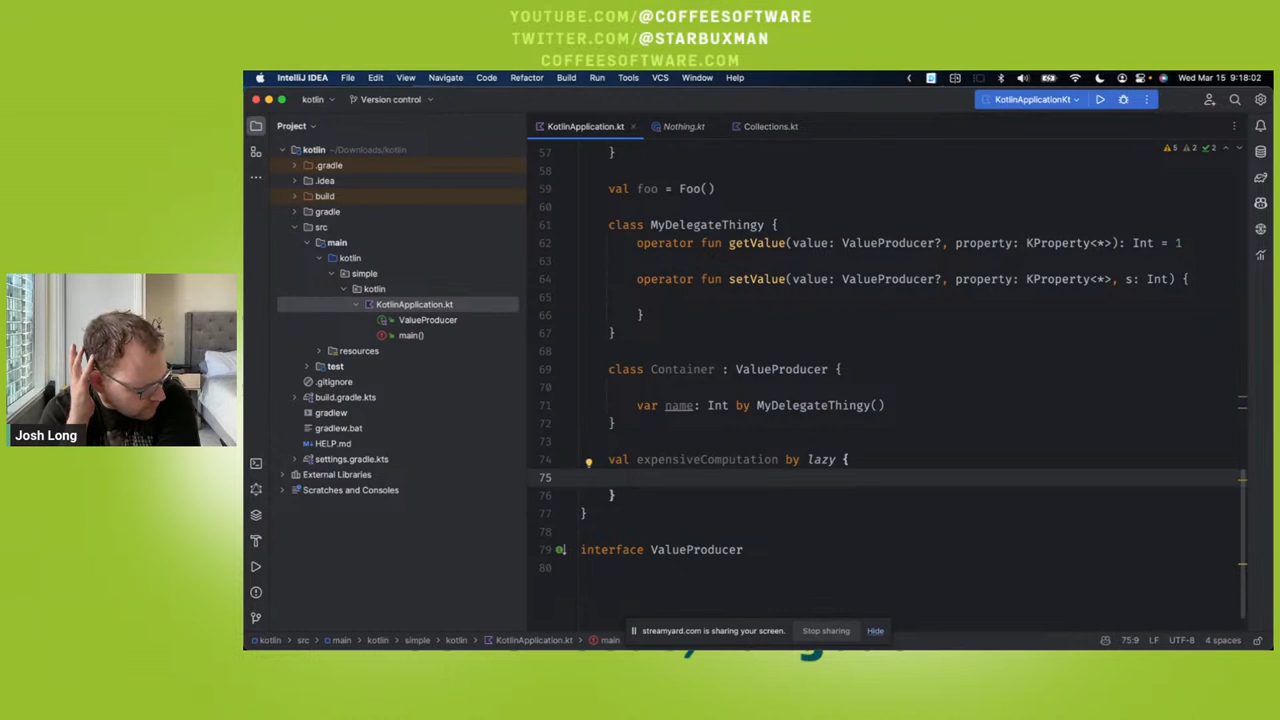 YOUTUBE.COM/@COFFEESOFTWARE
TWITTER.COM/@STARBUXMAN
COFFEESOFTWARE.COM
IntelliJ IDEA File Edit View Navigate Code Refactor Build Run Tools VCS Window Help Wed Mar 15 9:18:02
kotlin Version control KotlinApplicationKt
Project
KotlinApplication.kt Nothing.kt Collections.kt
kotlin ~/Downloads/kotlin
.gradle
.idea
build
gradle
src
main
kotlin
simple
kotlin
KotlinApplication.kt
ValueProducer
main()
resources
test
.gitignore
build.gradle.kts
gradlew
gradlew.bat
HELP.md
settings.gradle.kts
External Libraries
Scratches and Consoles
5 2 2
57 }
58
59 val foo = Foo()
60
61 class MyDelegateThingy {
62 operator fun getValue(value: ValueProducer?, property: KProperty<*>): Int = 1
63
64 operator fun setValue(value: ValueProducer?, property: KProperty<*>, s: Int) {
65
66 }
67 }
68
69 class Container : ValueProducer {
70
71 var name: Int by MyDelegateThingy()
72 }
73
74 val expensiveComputation by lazy {
75
76 }
77 }
78
79 interface ValueProducer
80
Josh Long
streamyard.com is sharing your screen. Stop sharing Hide
kotlin > src > main > kotlin > simple > kotlin > KotlinApplication.kt > main 75:9 LF UTF-8 4 spaces